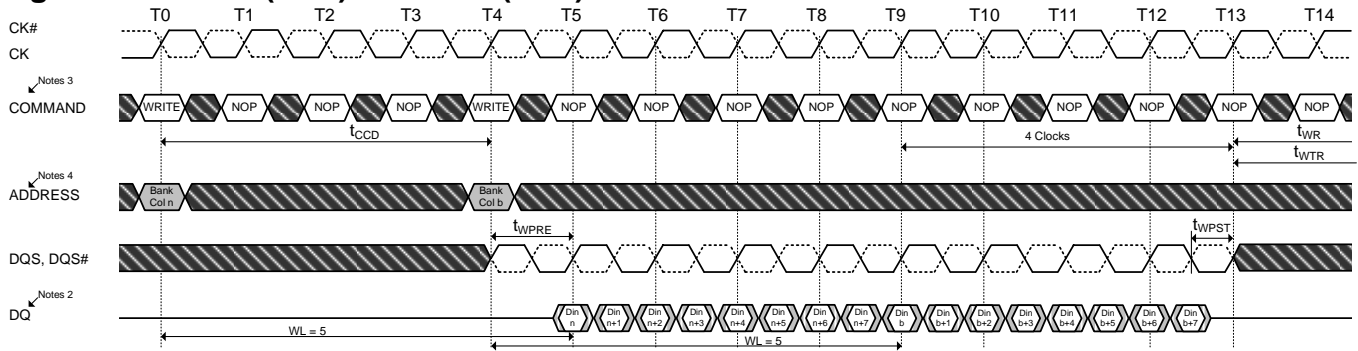 T0 T1 T2 T3 T4 T5 T6 T7 T8 T9 T10 T11 T12 T13 T14
CK#
CK
Notes 3
COMMAND
WRITE NOP NOP NOP WRITE NOP NOP NOP NOP NOP NOP NOP NOP NOP NOP
tCCD
4 Clocks
tWR
tWTR
Notes 4
ADDRESS
Bank
Col n
Bank
Col b
tWPRE
tWPST
DQS, DQS#
Notes 2
DQ
Din n
Din n+1
Din n+2
Din n+3
Din n+4
Din n+5
Din n+6
Din n+7
Din b
Din b+1
Din b+2
Din b+3
Din b+4
Din b+5
Din b+6
Din b+7
WL = 5
WL = 5